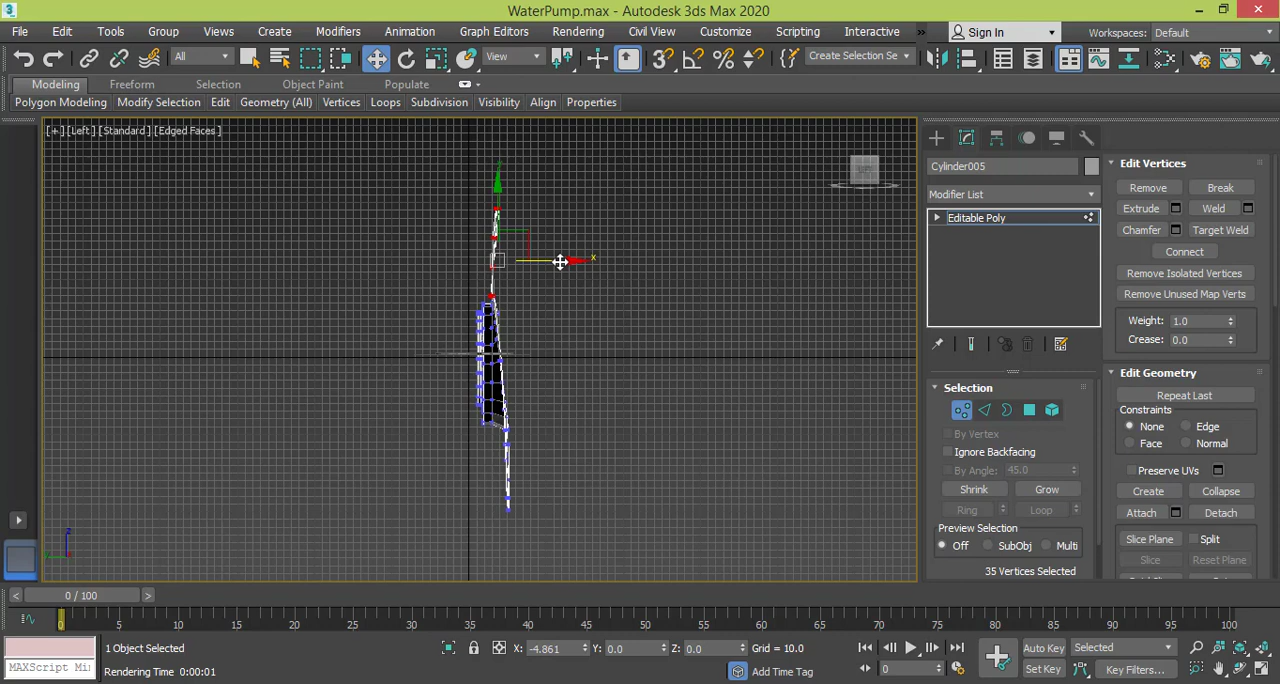 WaterPump.max - Autodesk 3ds Max 2020
File Edit Tools Group Views Create Modifiers Animation Graph Editors Rendering Civil View Customize Scripting Interactive » Sign In Workspaces: Default
All View Create Selection Se
Modeling Freeform Selection Object Paint Populate
Polygon Modeling Modify Selection Edit Geometry (All) Vertices Loops Subdivision Visibility Align Properties
[+] [Left] [Standard] [Edged Faces]
x
Cylinder005
Modifier List
Editable Poly
Selection
By Vertex
Ignore Backfacing
By Angle: 45.0
Shrink Grow
Ring Loop
Preview Selection
Off SubObj Multi
35 Vertices Selected
Edit Vertices
Remove Break
Extrude Weld
Chamfer Target Weld
Connect
Remove Isolated Vertices
Remove Unused Map Verts
Weight: 1.0
Crease: 0.0
Edit Geometry
Repeat Last
Constraints
None Edge
Face Normal
Preserve UVs
Create Collapse
Attach Detach
Slice Plane Split
Slice Reset Plane
z
< 0 / 100 >
0 5 10 15 20 25 30 35 40 45 50 55 60 65 70 75 80 85 90 95 100
1 Object Selected X: -4.861 Y: 0.0 Z: 0.0 Grid = 10.0 Auto Key Selected
MAXScript Mi Rendering Time 0:00:01 Add Time Tag 0 Set Key Key Filters...